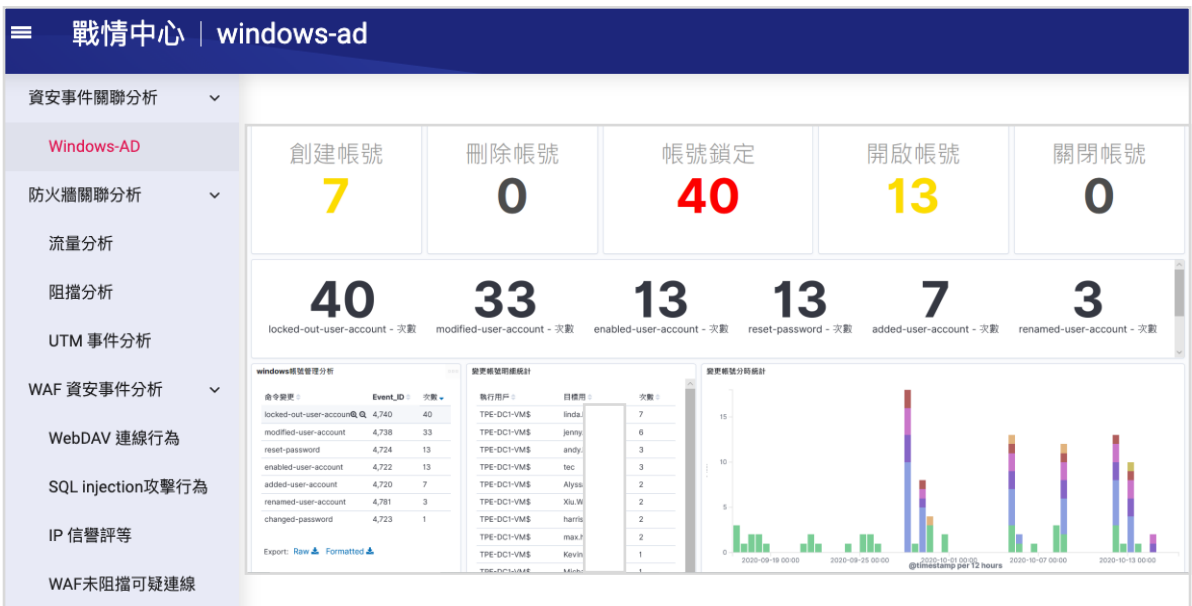 戰情中心 | windows-ad
資安事件關聯分析
Windows-AD
防火牆關聯分析
流量分析
阻擋分析
UTM 事件分析
WAF 資安事件分析
WebDAV 連線行為
SQL injection攻擊行為
IP 信譽評等
WAF未阻擋可疑連線
創建帳號 刪除帳號 帳號鎖定 開啟帳號 關閉帳號
7 0 40 13 0
40 33 13 13 7 3
locked-out-user-account - 次數 modified-user-account - 次數 enabled-user-account - 次數 reset-password - 次數 added-user-account - 次數 renamed-user-account - 次數
windows帳號管理分析
命令變更 Event_ID 次數
locked-out-user-accoun 4,740 40
modified-user-account 4,738 33
reset-password 4,724 13
enabled-user-account 4,722 13
added-user-account 4,720 7
renamed-user-account 4,781 3
changed-password 4,723 1
Export: Raw Formatted
變更帳號明細統計
執行用戶 目標用 次數
TPE-DC1-VM$ linda. 7
TPE-DC1-VM$ jenny. 6
TPE-DC1-VM$ andy. 3
TPE-DC1-VM$ tec 3
TPE-DC1-VM$ Alyss 2
TPE-DC1-VM$ Xiu.W 2
TPE-DC1-VM$ harris 2
TPE-DC1-VM$ max. 2
TPE-DC1-VM$ Kevin 1
TPE-DC1-VM$ 1
變更帳號分時統計
15
10
5
0
2020-09-19 00:00 2020-09-25 00:00 2020-10-01 00:00 2020-10-07 00:00 2020-10-13 00:00
@timestamp per 12 hours